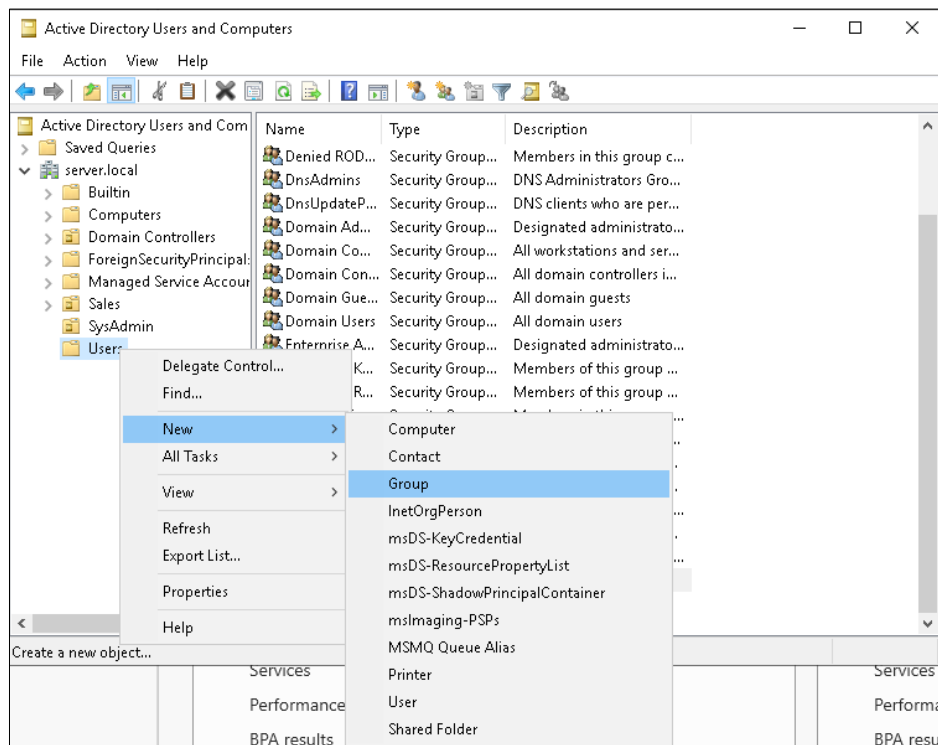 Active Directory Users and Computers
File Action View Help
Active Directory Users and Com
Saved Queries
server.local
Builtin
Computers
Domain Controllers
ForeignSecurityPrincipal:
Managed Service Accour
Sales
SysAdmin
Users
Name Type Description
Denied ROD... Security Group... Members in this group c...
DnsAdmins Security Group... DNS Administrators Gro...
DnsUpdateP... Security Group... DNS clients who are per...
Domain Ad... Security Group... Designated administrato...
Domain Co... Security Group... All workstations and ser...
Domain Con... Security Group... All domain controllers i...
Domain Gue... Security Group... All domain guests
Domain Users Security Group... All domain users
Enterprise A... Security Group... Designated administrato...
K... Security Group... Members of this group ...
R... Security Group... Members of this group ...
Delegate Control...
Find...
New
All Tasks
View
Refresh
Export List...
Properties
Help
Computer
Contact
Group
InetOrgPerson
msDS-KeyCredential
msDS-ResourcePropertyList
msDS-ShadowPrincipalContainer
msImaging-PSPs
MSMQ Queue Alias
Printer
User
Shared Folder
Create a new object...
Services
Performance
BPA results
Services
Performa
BPA resu